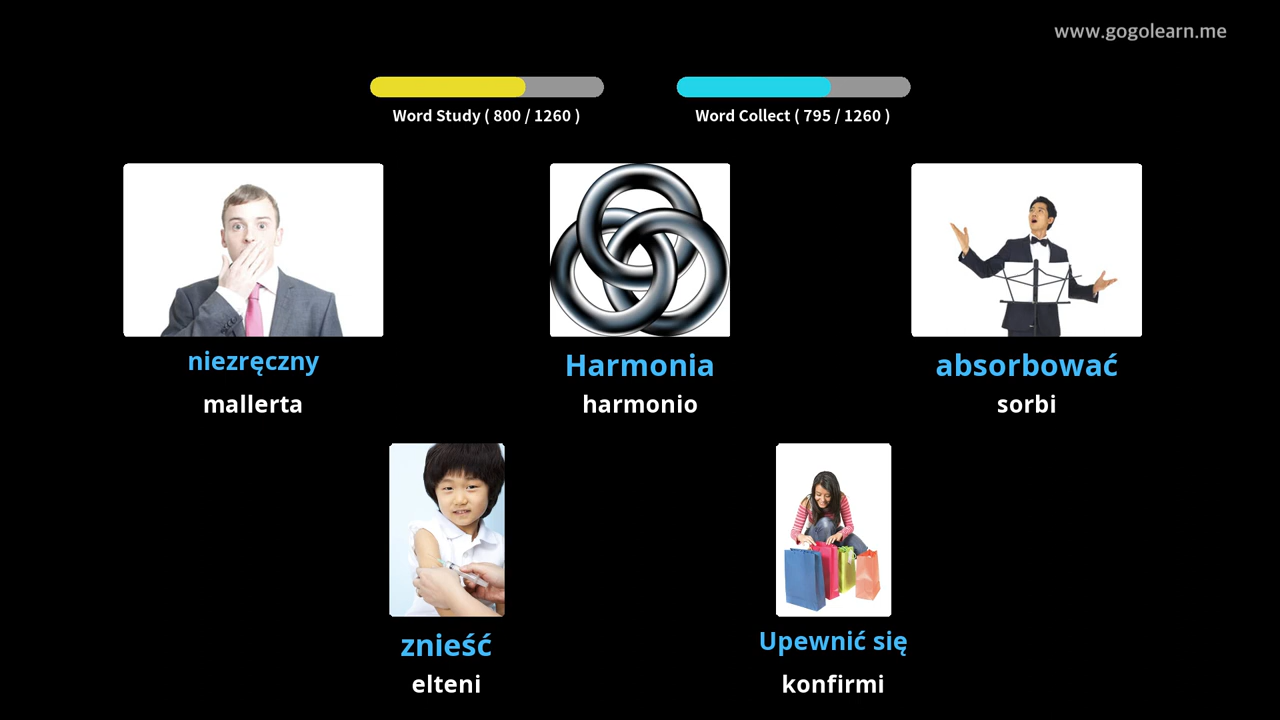 www.gogolearn.me
Word Study ( 800 / 1260 )
Word Collect ( 795 / 1260 )
niezręczny
mallerta
Harmonia
harmonio
absorbować
sorbi
znieść
elteni
Upewnić się
konfirmi